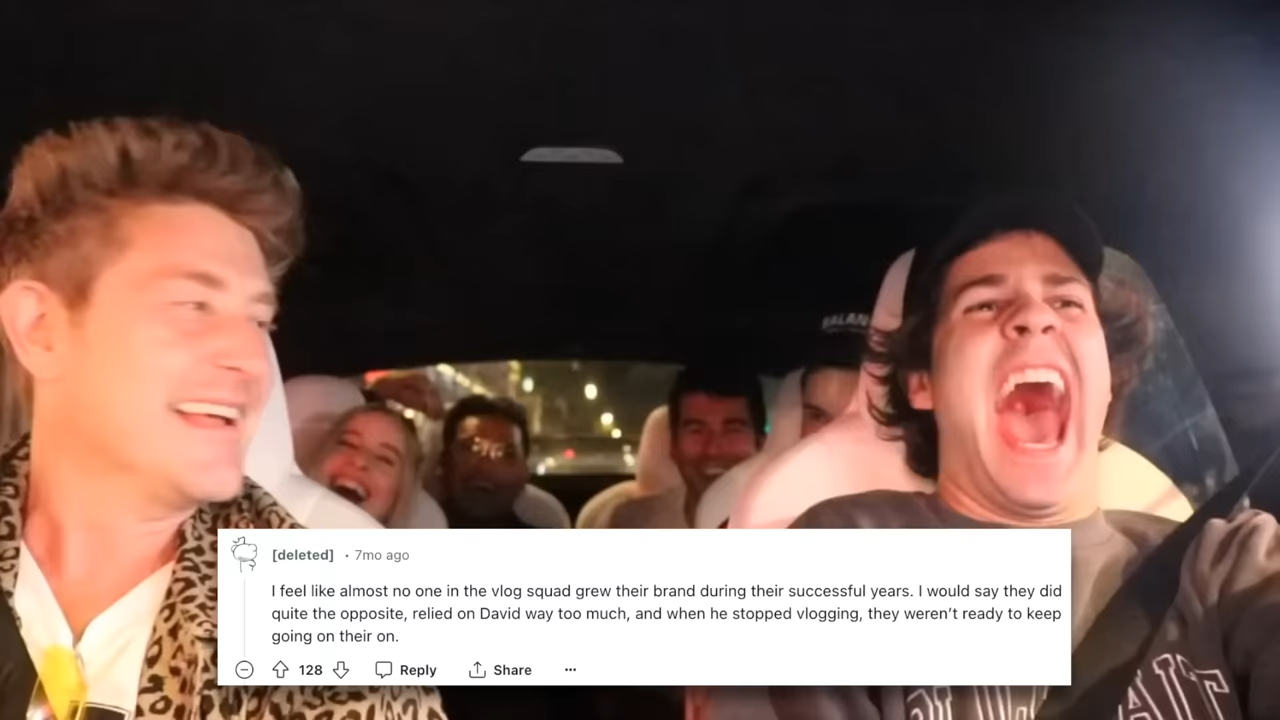 BALAN
[deleted] · 7mo ago
I feel like almost no one in the vlog squad grew their brand during their successful years. I would say they did
quite the opposite, relied on David way too much, and when he stopped vlogging, they weren’t ready to keep
going on their on.
128 Reply Share ···